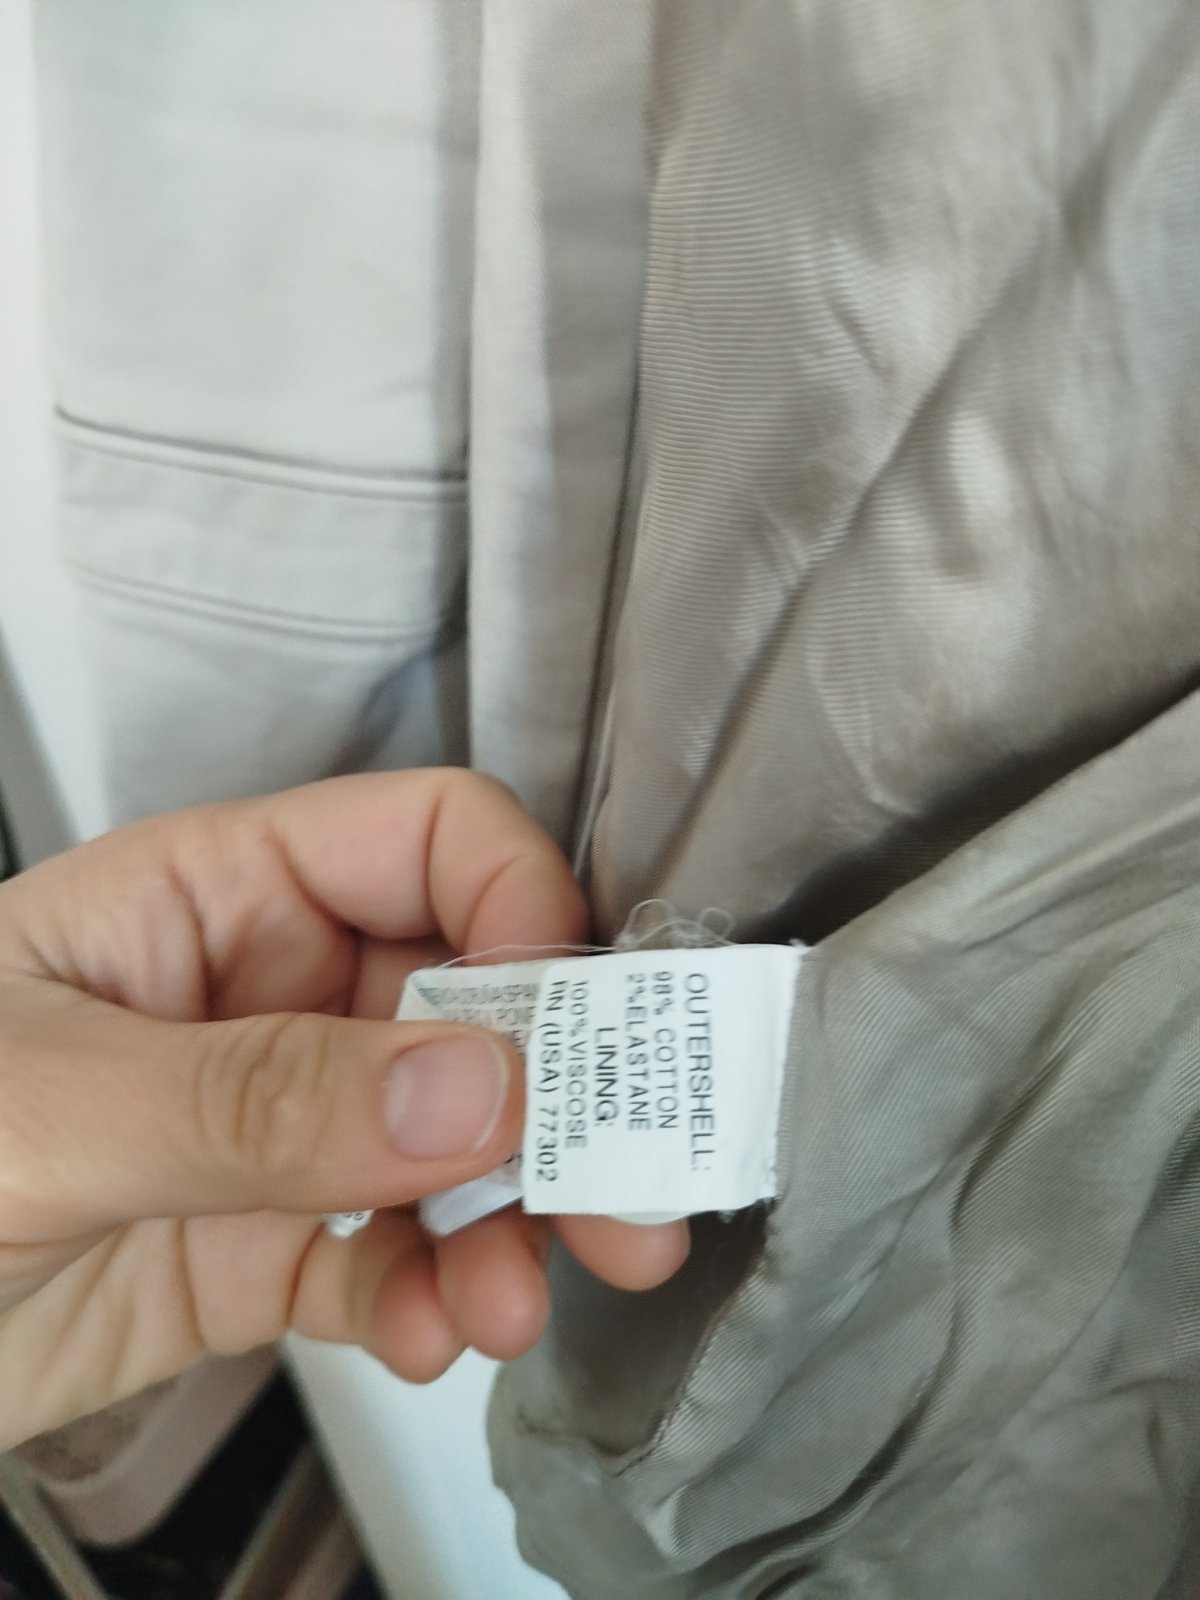 OUTERSHELL:
98% COTTON
2% ELASTANE
LINING:
100% VISCOSE
RN (USA) 77302